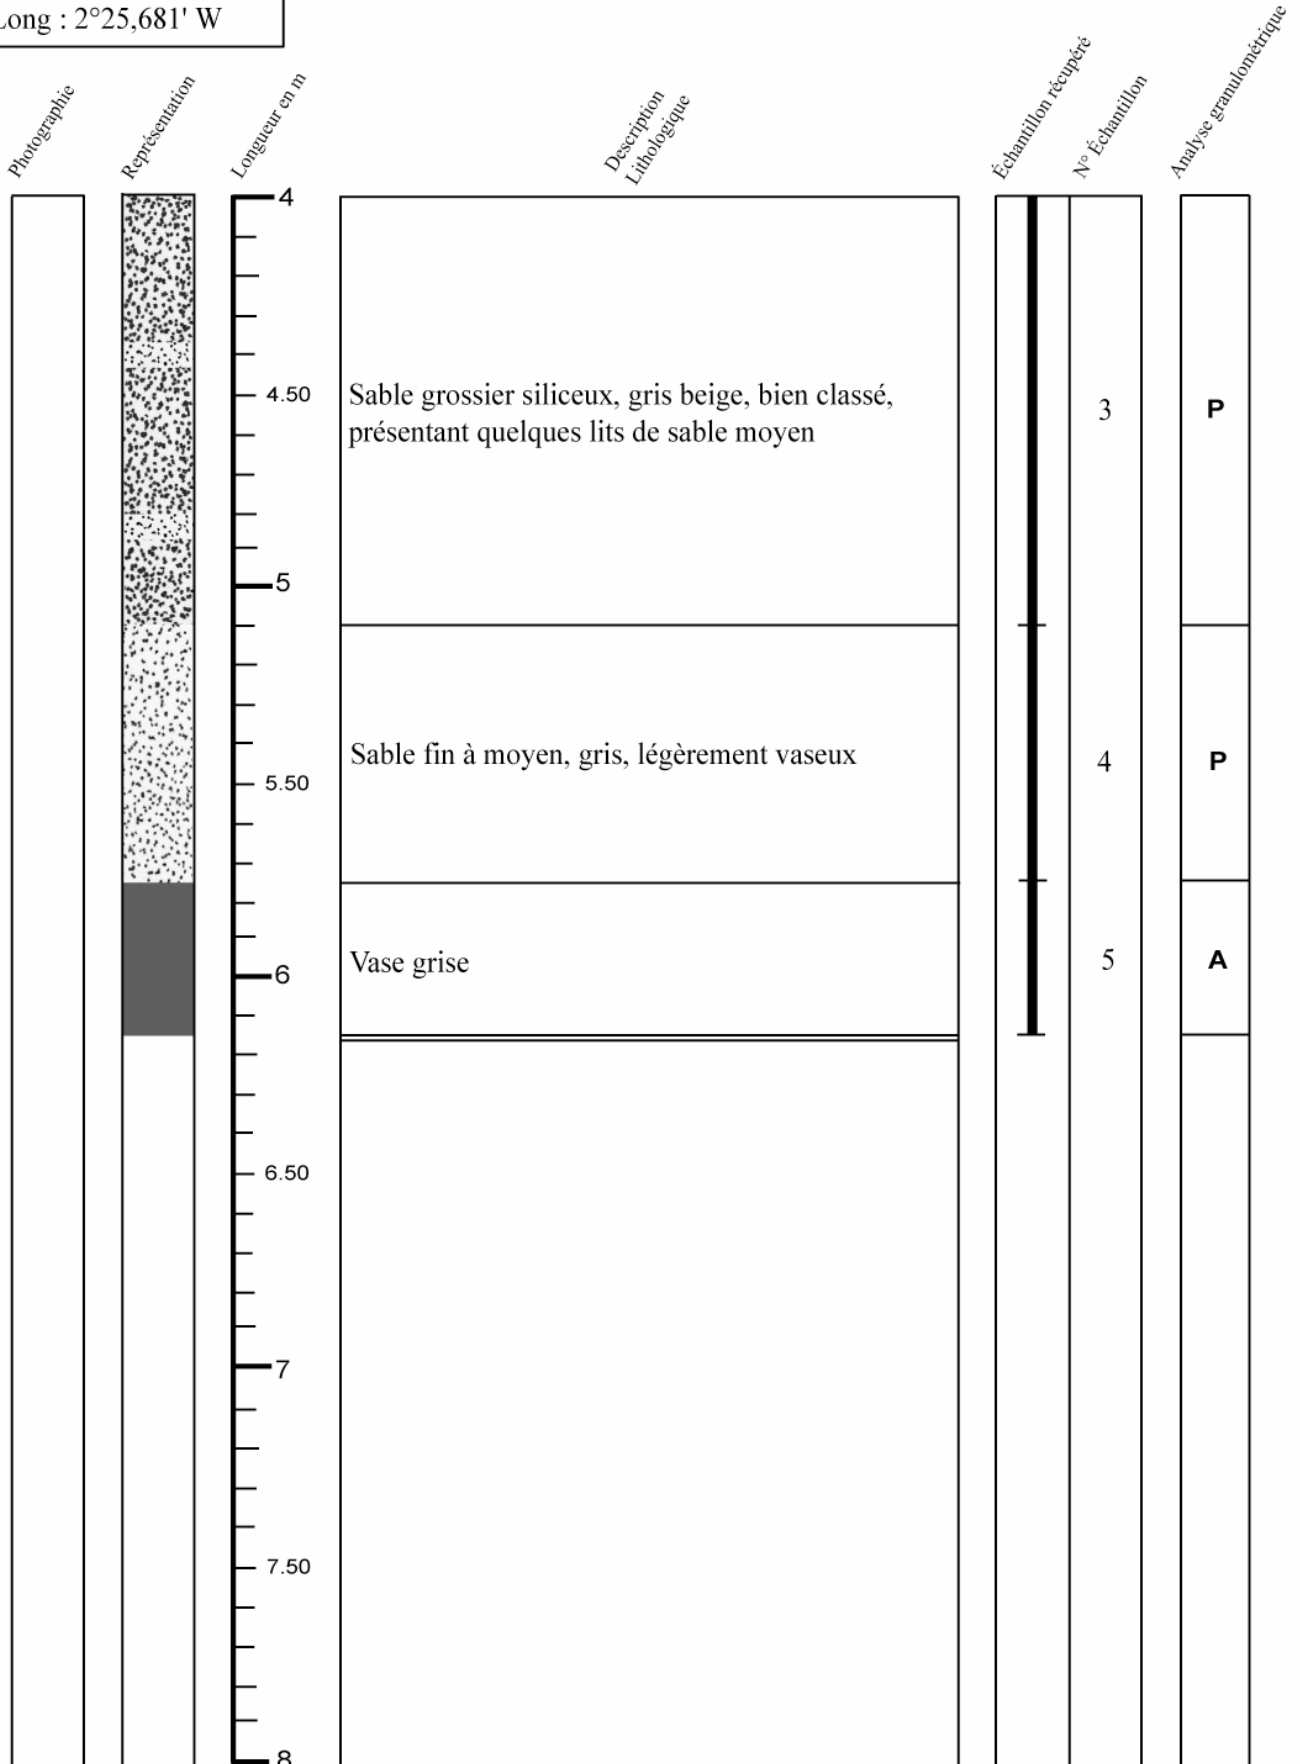 Long : 2°25,681' W
Photographie
Représentation
Longueur en m
Description
Lithologique
Échantillon récupéré
N° Échantillon
Analyse granulométrique
4
4.50
Sable grossier siliceux, gris beige, bien classé,
présentant quelques lits de sable moyen
3
P
5
Sable fin à moyen, gris, légèrement vaseux
4
P
5.50
Vase grise
5
A
6
6.50
7
7.50
8